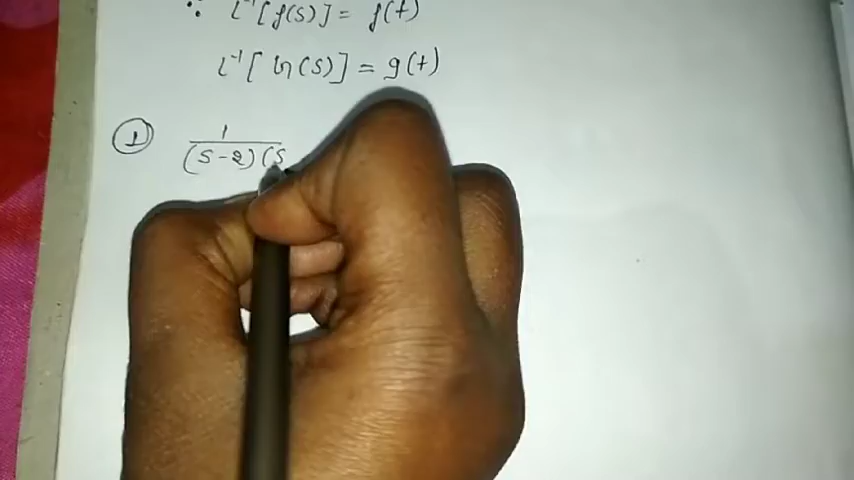 ∵ L⁻¹[f(s)] = f(t)
L⁻¹[ h(s) ] = g(t)
① 1
(s-2)(s